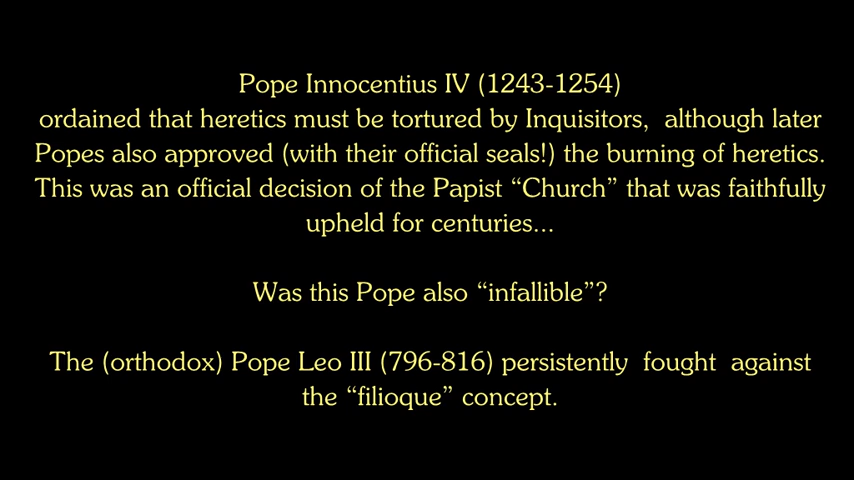 Pope Innocentius IV (1243-1254)
ordained that heretics must be tortured by Inquisitors, although later
Popes also approved (with their official seals!) the burning of heretics.
This was an official decision of the Papist “Church” that was faithfully
upheld for centuries...
Was this Pope also “infallible”?
The (orthodox) Pope Leo III (796-816) persistently fought against
the “filioque” concept.